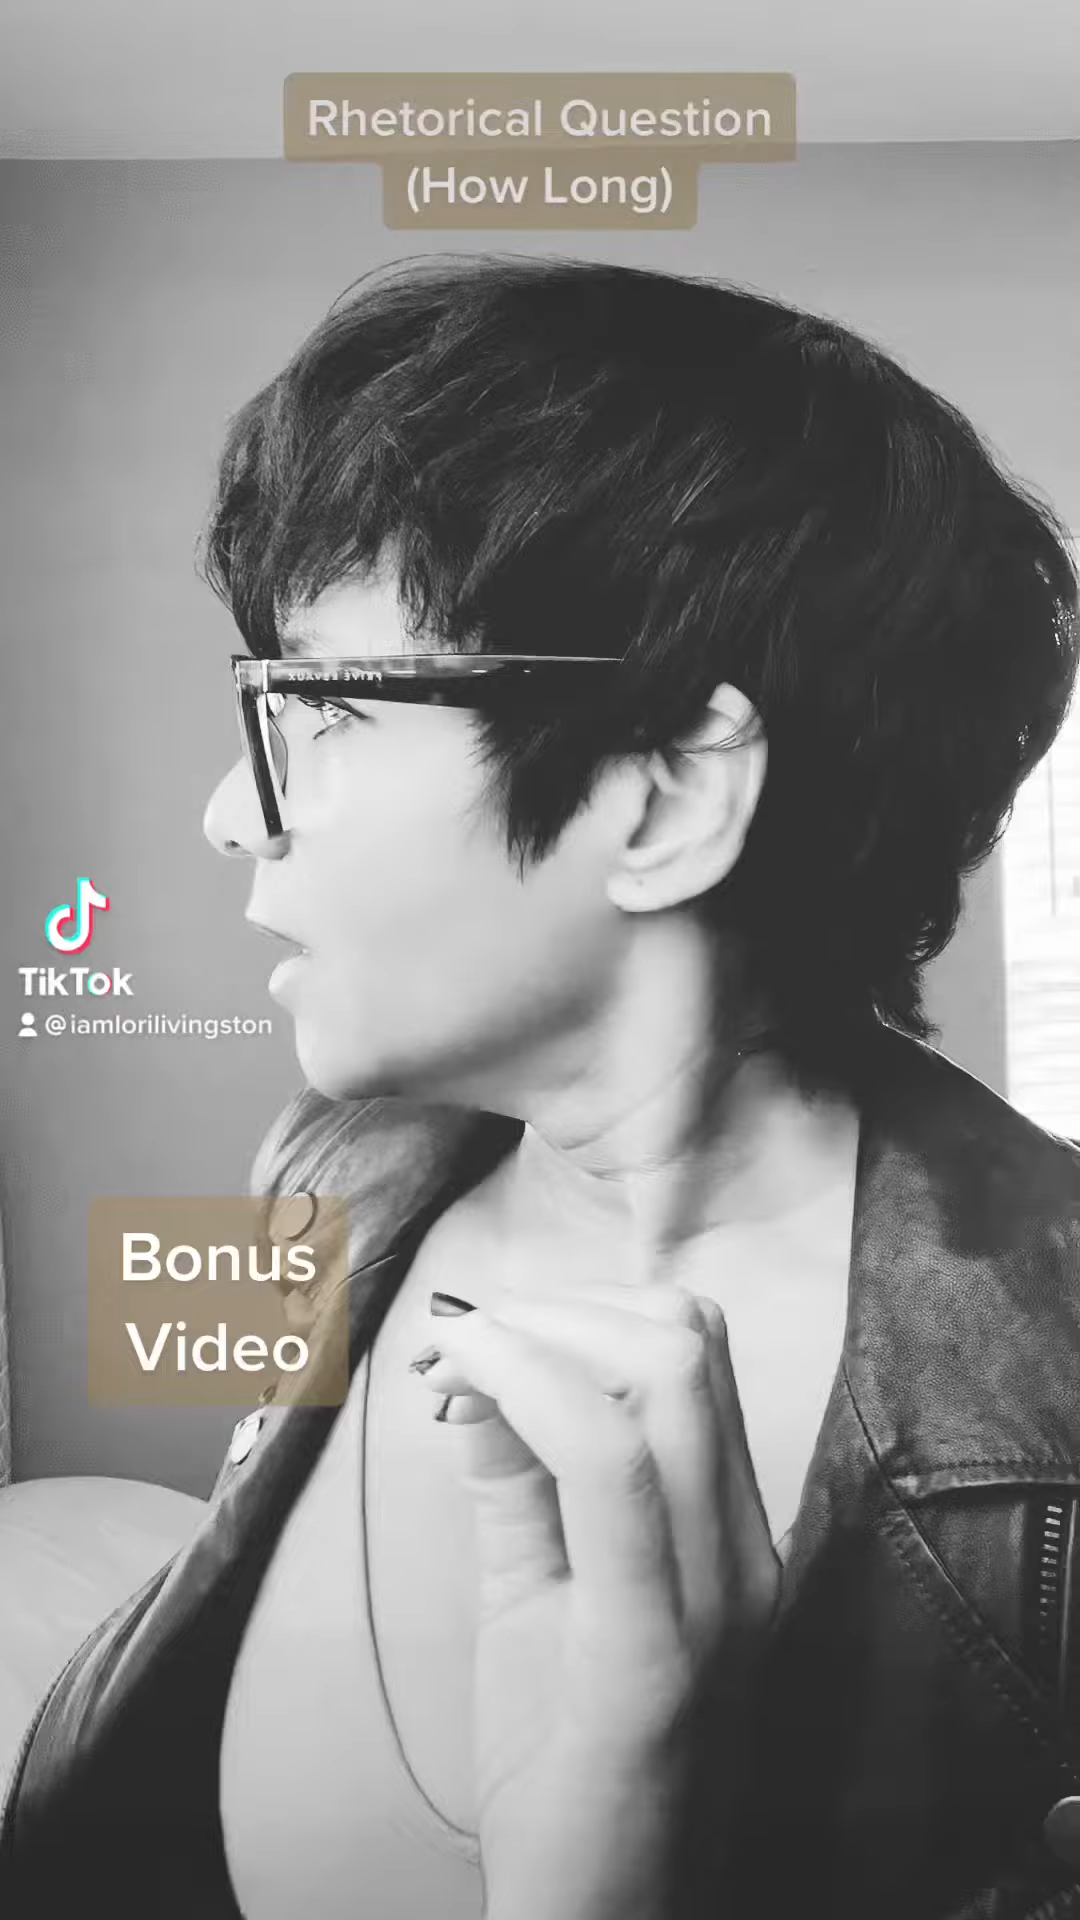 Rhetorical Question
(How Long)
TikTok
@iamlorilivingston
Bonus
Video